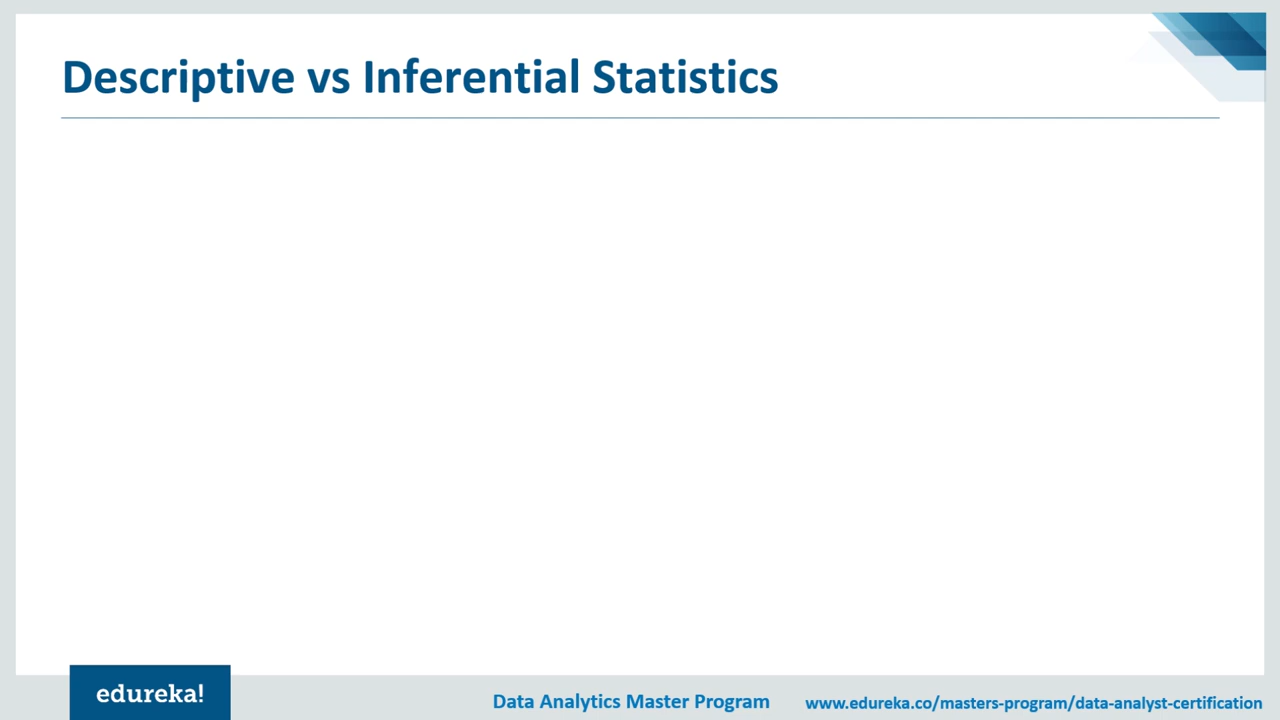 Descriptive vs Inferential Statistics
edureka!
Data Analytics Master Program
www.edureka.co/masters-program/data-analyst-certification